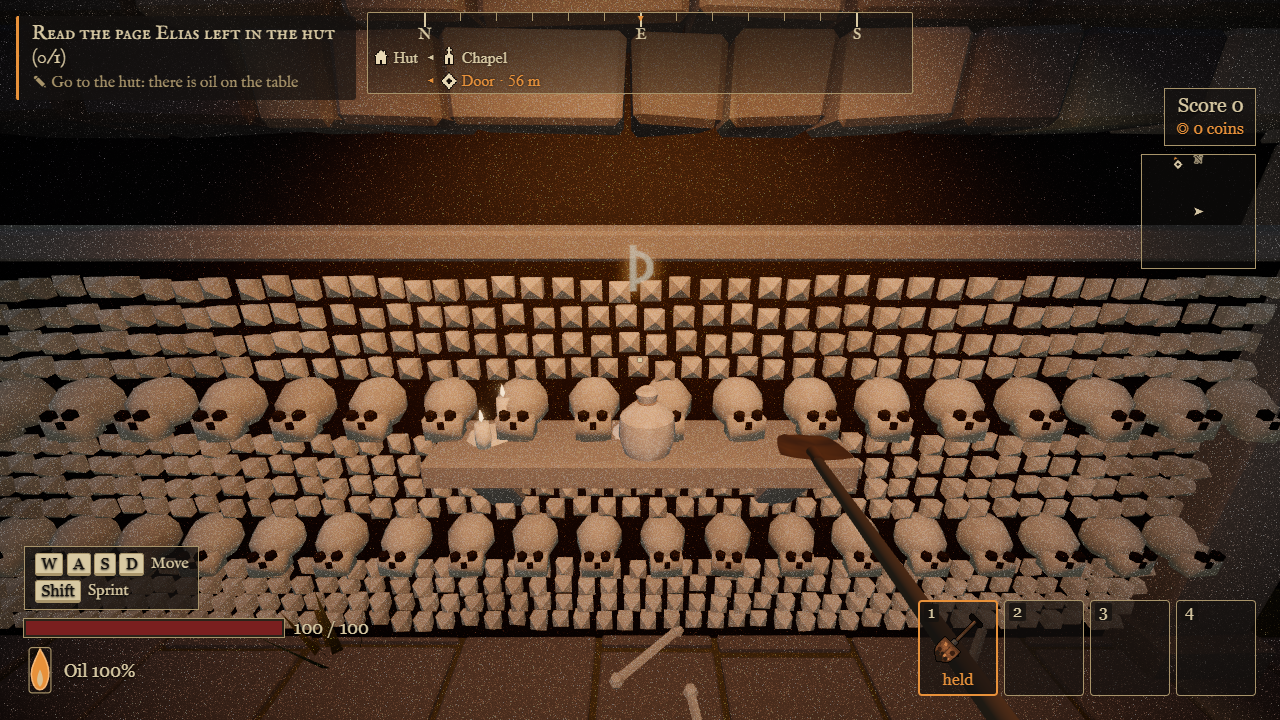 Read the page Elias left in the hut
(0/1)
Go to the hut: there is oil on the table
N E S
Hut Chapel
Door · 56 m
Score 0
0 coins
Þ
W A S D Move
Shift Sprint
100 / 100
Oil 100%
1 2 3 4
held